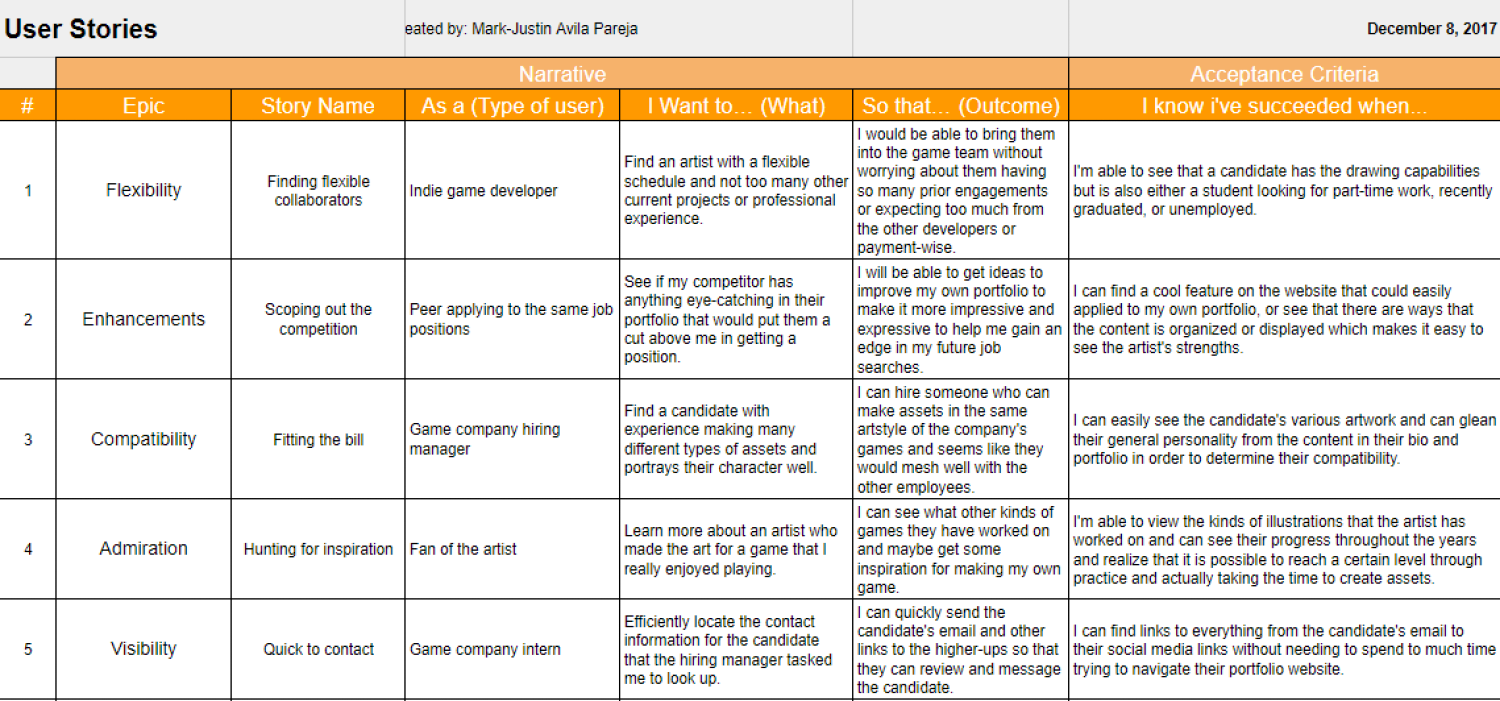 User Stories
eated by: Mark-Justin Avila Pareja
December 8, 2017
Narrative
Acceptance Criteria
#
Epic
Story Name
As a (Type of user)
I Want to... (What)
So that... (Outcome)
I know i've succeeded when...
1
Flexibility
Finding flexible
collaborators
Indie game developer
Find an artist with a flexible
schedule and not too many other
current projects or professional
experience.
I would be able to bring them
into the game team without
worrying about them having
so many prior engagements
or expecting too much from
the other developers or
payment-wise.
I'm able to see that a candidate has the drawing capabilities
but is also either a student looking for part-time work, recently
graduated, or unemployed.
2
Enhancements
Scoping out the
competition
Peer applying to the same job
positions
See if my competitor has
anything eye-catching in their
portfolio that would put them a
cut above me in getting a
position.
I will be able to get ideas to
improve my own portfolio to
make it more impressive and
expressive to help me gain an
edge in my future job
searches.
I can find a cool feature on the website that could easily
applied to my own portfolio, or see that there are ways that
the content is organized or displayed which makes it easy to
see the artist's strengths.
3
Compatibility
Fitting the bill
Game company hiring
manager
Find a candidate with
experience making many
different types of assets and
portrays their character well.
I can hire someone who can
make assets in the same
artstyle of the company's
games and seems like they
would mesh well with the
other employees.
I can easily see the candidate's various artwork and can glean
their general personality from the content in their bio and
portfolio in order to determine their compatibility.
4
Admiration
Hunting for inspiration
Fan of the artist
Learn more about an artist who
made the art for a game that I
really enjoyed playing.
I can see what other kinds of
games they have worked on
and maybe get some
inspiration for making my own
game.
I'm able to view the kinds of illustrations that the artist has
worked on and can see their progress throughout the years
and realize that it is possible to reach a certain level through
practice and actually taking the time to create assets.
5
Visibility
Quick to contact
Game company intern
Efficiently locate the contact
information for the candidate
that the hiring manager tasked
me to look up.
I can quickly send the
candidate's email and other
links to the higher-ups so that
they can review and message
the candidate.
I can find links to everything from the candidate's email to
their social media links without needing to spend to much time
trying to navigate their portfolio website.